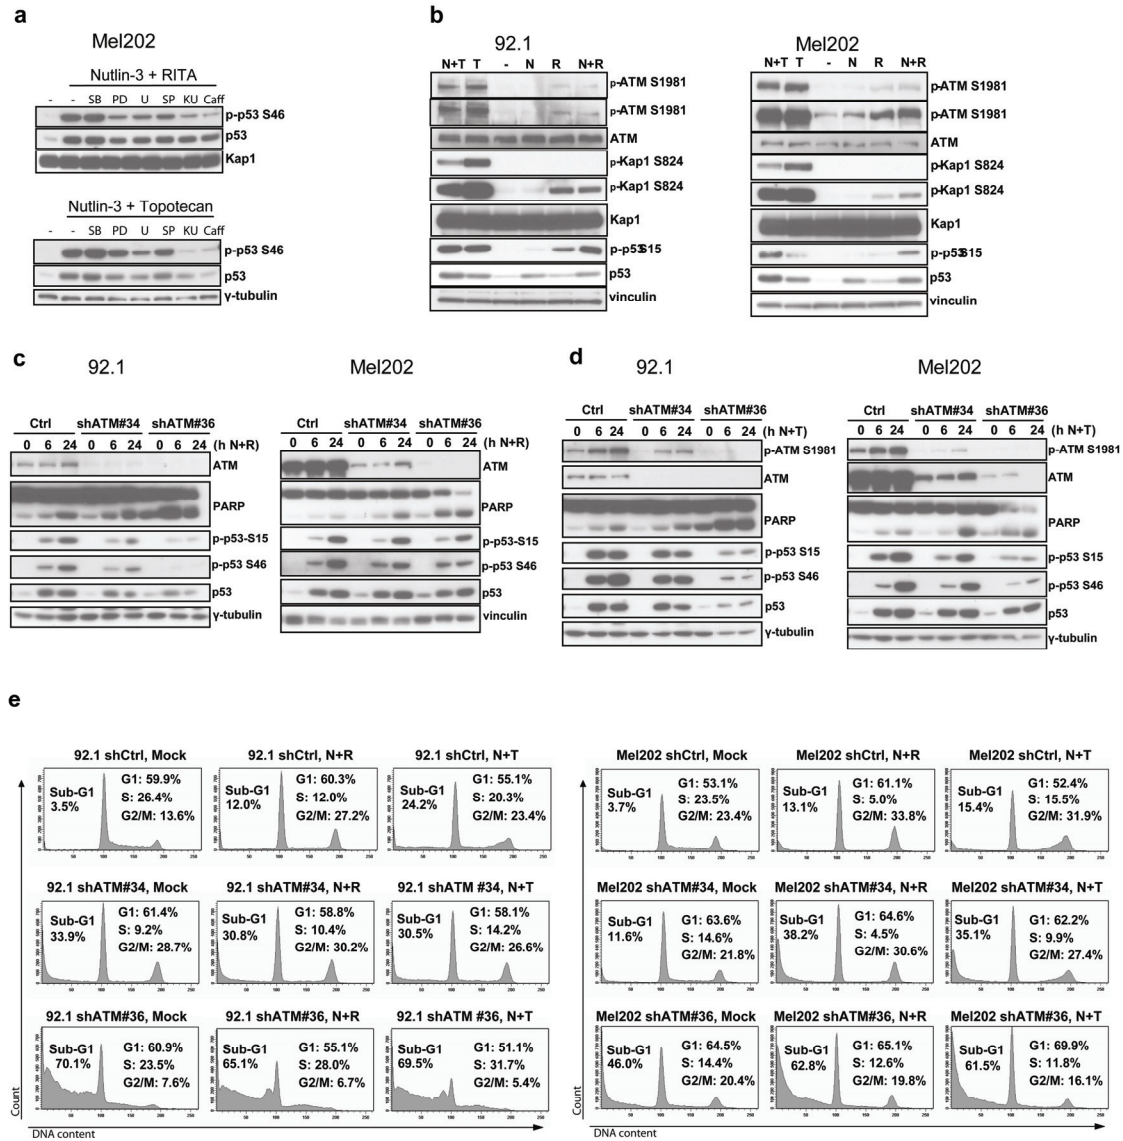 a
Mel202
Nutlin-3 + RITA
- - SB PD U SP KU Caff
p-p53 S46
p53
Kap1
Nutlin-3 + Topotecan
- - SB PD U SP KU Caff
p-p53 S46
p53
γ-tubulin
b
92.1
N+T T - N R N+R
p-ATM S1981
p-ATM S1981
ATM
p-Kap1 S824
p-Kap1 S824
Kap1
p-p53S15
p53
vinculin
Mel202
N+T T - N R N+R
p-ATM S1981
p-ATM S1981
ATM
p-Kap1 S824
p-Kap1 S824
Kap1
p-p53S15
p53
vinculin
c
92.1
Ctrl shATM#34 shATM#36
0 6 24 0 6 24 0 6 24 (h N+R)
ATM
PARP
p-p53-S15
p-p53 S46
p53
γ-tubulin
Mel202
Ctrl shATM#34 shATM#36
0 6 24 0 6 24 0 6 24 (h N+R)
ATM
PARP
p-p53-S15
p-p53 S46
p53
vinculin
d
92.1
Ctrl shATM#34 shATM#36
0 6 24 0 6 24 0 6 24 (h N+T)
p-ATM S1981
ATM
PARP
p-p53 S15
p-p53 S46
p53
γ-tubulin
Mel202
Ctrl shATM#34 shATM#36
0 6 24 0 6 24 0 6 24 (h N+T)
p-ATM S1981
ATM
PARP
p-p53 S15
p-p53 S46
p53
γ-tubulin
e
92.1 shCtrl, Mock
Sub-G1
3.5%
G1: 59.9%
S: 26.4%
G2/M: 13.6%
92.1 shCtrl, N+R
Sub-G1
12.0%
G1: 60.3%
S: 12.0%
G2/M: 27.2%
92.1 shCtrl, N+T
Sub-G1
24.2%
G1: 55.1%
S: 20.3%
G2/M: 23.4%
92.1 shATM#34, Mock
Sub-G1
33.9%
G1: 61.4%
S: 9.2%
G2/M: 28.7%
92.1 shATM#34, N+R
Sub-G1
30.8%
G1: 58.8%
S: 10.4%
G2/M: 30.2%
92.1 shATM #34, N+T
Sub-G1
30.5%
G1: 58.1%
S: 14.2%
G2/M: 26.6%
92.1 shATM#36, Mock
Sub-G1
70.1%
G1: 60.9%
S: 23.5%
G2/M: 7.6%
92.1 shATM#36, N+R
Sub-G1
65.1%
G1: 55.1%
S: 28.0%
G2/M: 6.7%
92.1 shATM #36, N+T
Sub-G1
69.5%
G1: 51.1%
S: 31.7%
G2/M: 5.4%
Count
DNA content
Mel202 shCtrl, Mock
Sub-G1
3.7%
G1: 53.1%
S: 23.5%
G2/M: 23.4%
Mel202 shCtrl, N+R
Sub-G1
13.1%
G1: 61.1%
S: 5.0%
G2/M: 33.8%
Mel202 shCtrl, N+T
Sub-G1
15.4%
G1: 52.4%
S: 15.5%
G2/M: 31.9%
Mel202 shATM#34, Mock
Sub-G1
11.6%
G1: 63.6%
S: 14.6%
G2/M: 21.8%
Mel202 shATM#34, N+R
Sub-G1
38.2%
G1: 64.6%
S: 4.5%
G2/M: 30.6%
Mel202 shATM#34, N+T
Sub-G1
35.1%
G1: 62.2%
S: 9.9%
G2/M: 27.4%
Mel202 shATM#36, Mock
Sub-G1
46.0%
G1: 64.5%
S: 14.4%
G2/M: 20.4%
Mel202 shATM#36, N+R
Sub-G1
62.8%
G1: 65.1%
S: 12.6%
G2/M: 19.8%
Mel202 shATM#36, N+T
Sub-G1
61.5%
G1: 69.9%
S: 11.8%
G2/M: 16.1%
DNA content